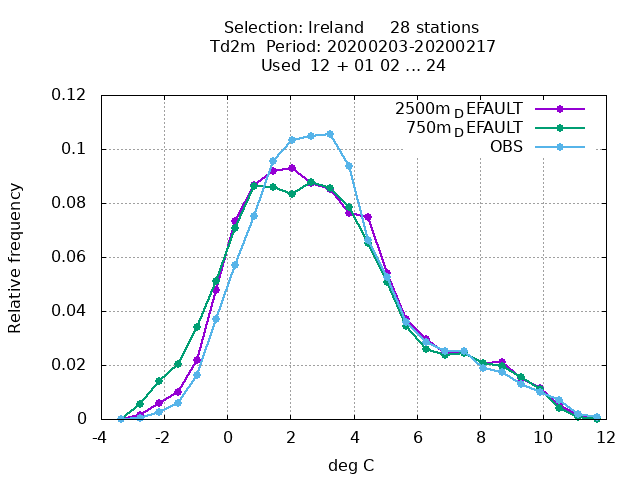 Selection: Ireland 28 stations
Td2m Period: 20200203-20200217
Used 12 + 01 02 ... 24
0.12
2500m_DEFAULT
750m_DEFAULT
OBS
0.1
0.08
0.06
0.04
0.02
0
Relative frequency
-4 -2 0 2 4 6 8 10 12
deg C